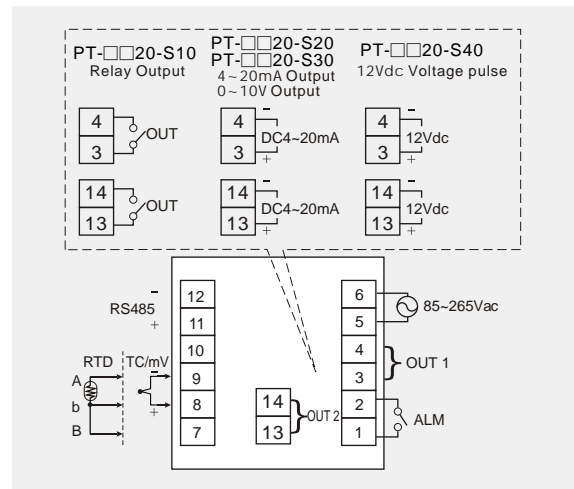 PT-□□20-S10
Relay Output
PT-□□20-S20
PT-□□20-S30
4~20mA Output
0~10V Output
PT-□□20-S40
12Vdc Voltage pulse
4
3
OUT
14
13
OUT
4 -
3 +
DC4~20mA
14 -
13 +
DC4~20mA
4 -
3 +
12Vdc
14 -
13 +
12Vdc
RS485
-
+
RTD
TC/mV
-
+
A
b
B
12
11
10
9
8
7
14
13
OUT 2
6
5
4
3
2
1
85~265Vac
OUT 1
ALM